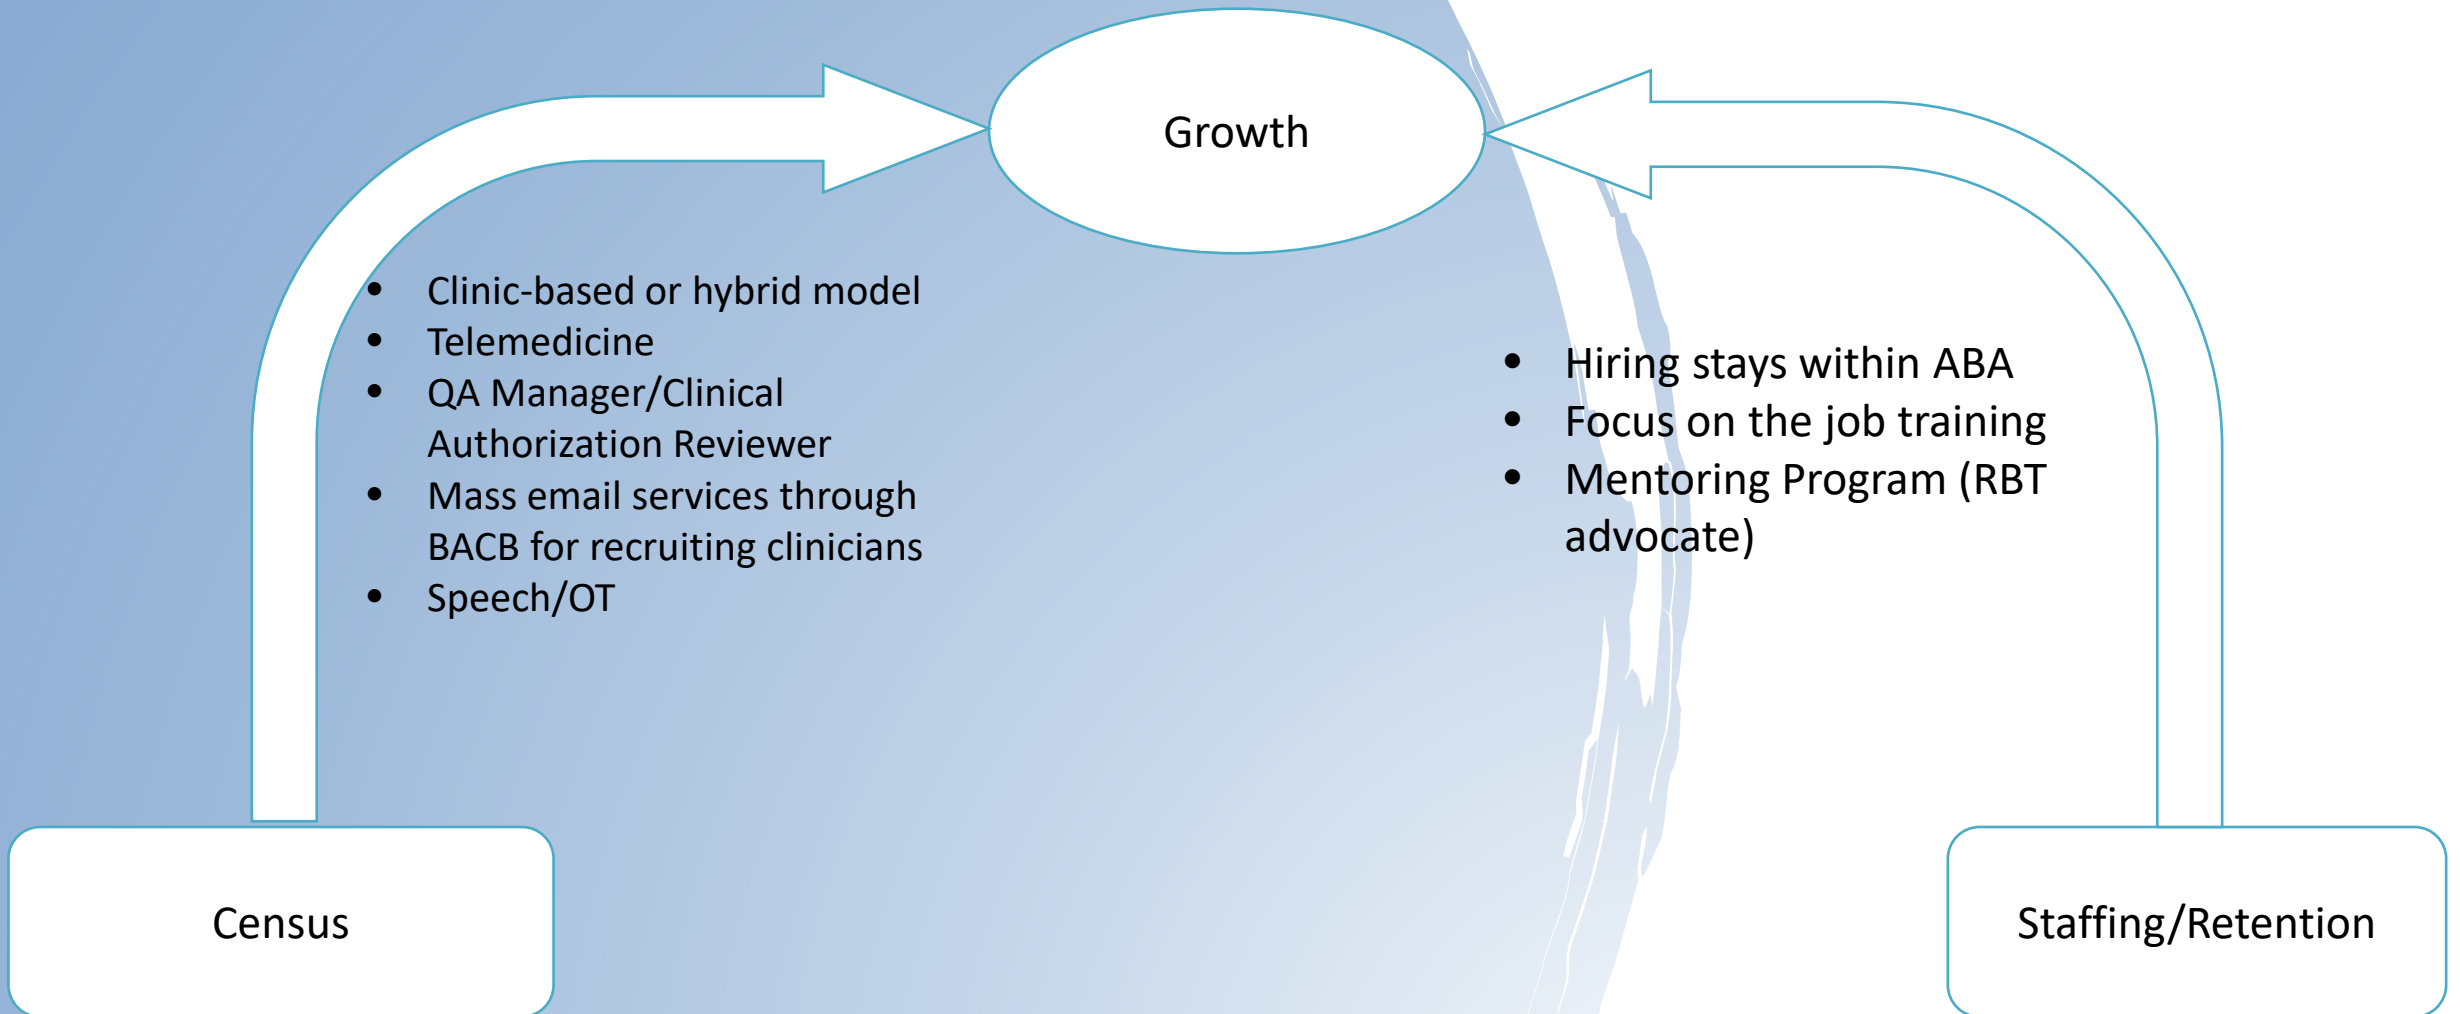 Growth
• Clinic-based or hybrid model
• Telemedicine
• QA Manager/Clinical
Authorization Reviewer
• Mass email services through
BACB for recruiting clinicians
• Speech/OT
• Hiring stays within ABA
• Focus on the job training
• Mentoring Program (RBT
advocate)
Census
Staffing/Retention